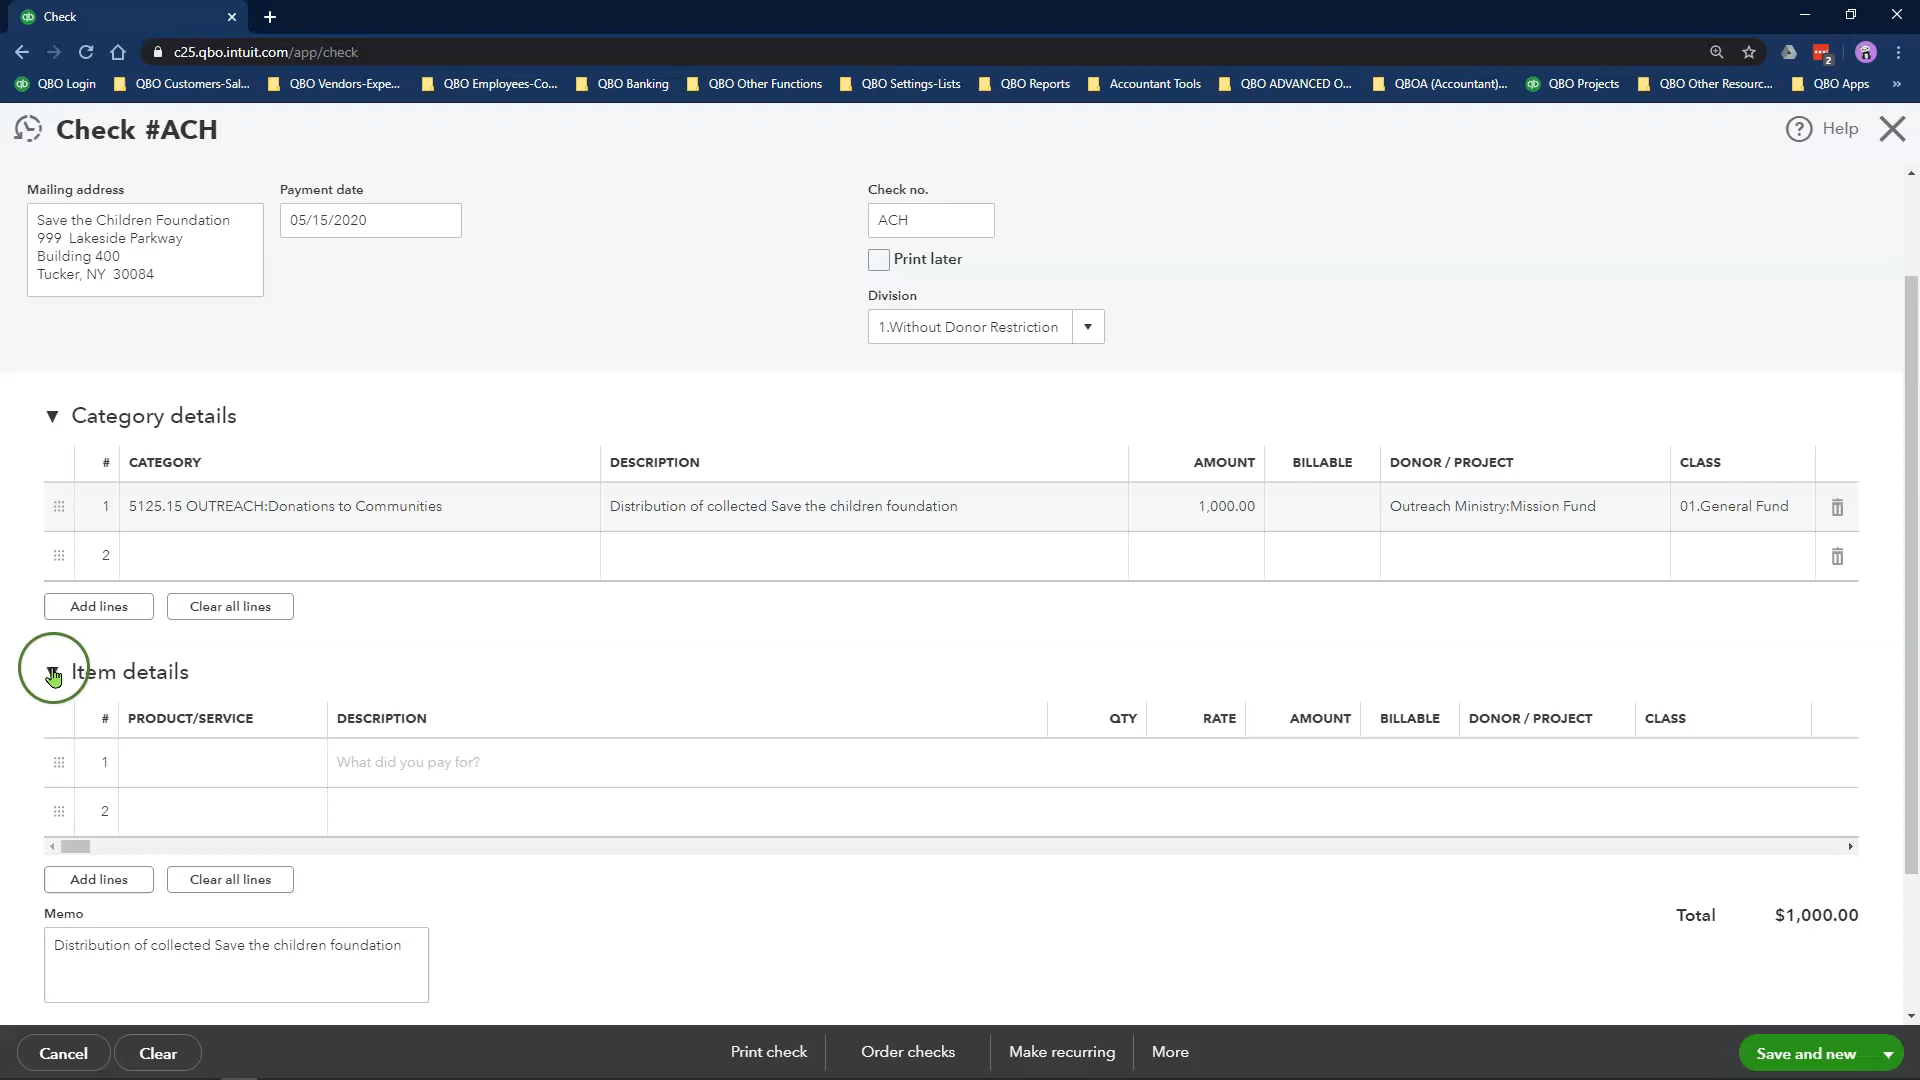 Check
c25.qbo.intuit.com/app/check
2
QBO Login
QBO Customers-Sal...
QBO Vendors-Expe...
QBO Employees-Co...
QBO Banking
QBO Other Functions
QBO Settings-Lists
QBO Reports
Accountant Tools
QBO ADVANCED O...
QBOA (Accountant)...
QBO Projects
QBO Other Resourc...
QBO Apps
»
Check #ACH
? Help
Mailing address
Save the Children Foundation
999 Lakeside Parkway
Building 400
Tucker, NY 30084
Payment date
05/15/2020
Check no.
ACH
Print later
Division
1.Without Donor Restriction
Category details
# CATEGORY DESCRIPTION AMOUNT BILLABLE DONOR / PROJECT CLASS
1 5125.15 OUTREACH:Donations to Communities Distribution of collected Save the children foundation 1,000.00 Outreach Ministry:Mission Fund 01.General Fund
2
Add lines Clear all lines
Item details
# PRODUCT/SERVICE DESCRIPTION QTY RATE AMOUNT BILLABLE DONOR / PROJECT CLASS
1 What did you pay for?
2
Add lines Clear all lines
Memo
Total $1,000.00
Distribution of collected Save the children foundation
Cancel Clear Print check Order checks Make recurring More Save and new